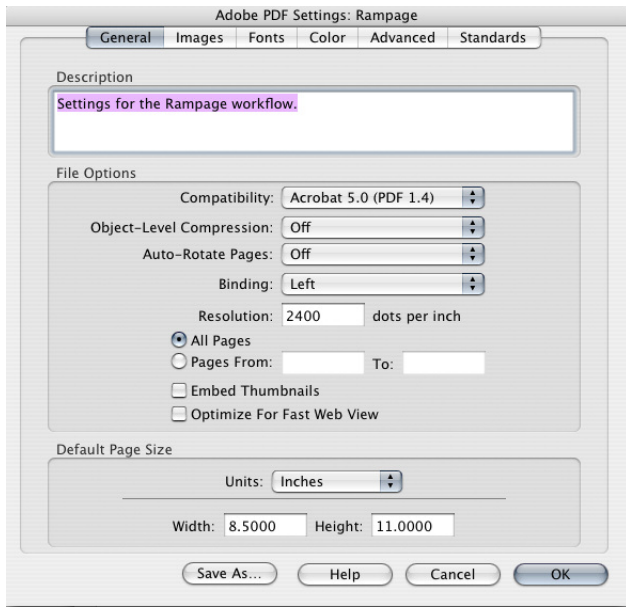 Adobe PDF Settings: Rampage
General Images Fonts Color Advanced Standards
Description
Settings for the Rampage workflow.
File Options
Compatibility: Acrobat 5.0 (PDF 1.4)
Object-Level Compression: Off
Auto-Rotate Pages: Off
Binding: Left
Resolution: 2400 dots per inch
All Pages
Pages From: To:
Embed Thumbnails
Optimize For Fast Web View
Default Page Size
Units: Inches
Width: 8.5000 Height: 11.0000
Save As... Help Cancel OK